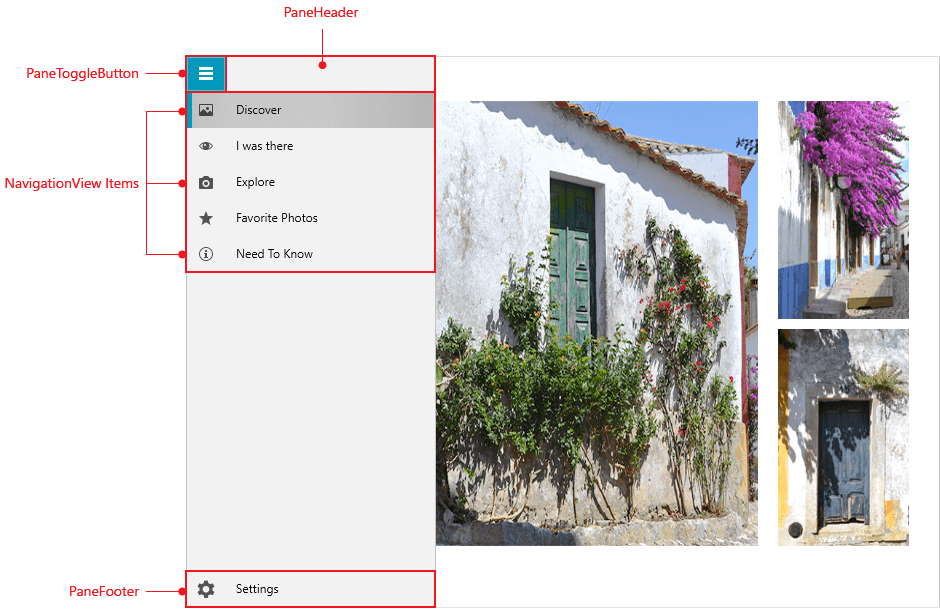 PaneHeader
PaneToggleButton
Discover
I was there
NavigationView Items
Explore
Favorite Photos
Need To Know
PaneFooter
Settings